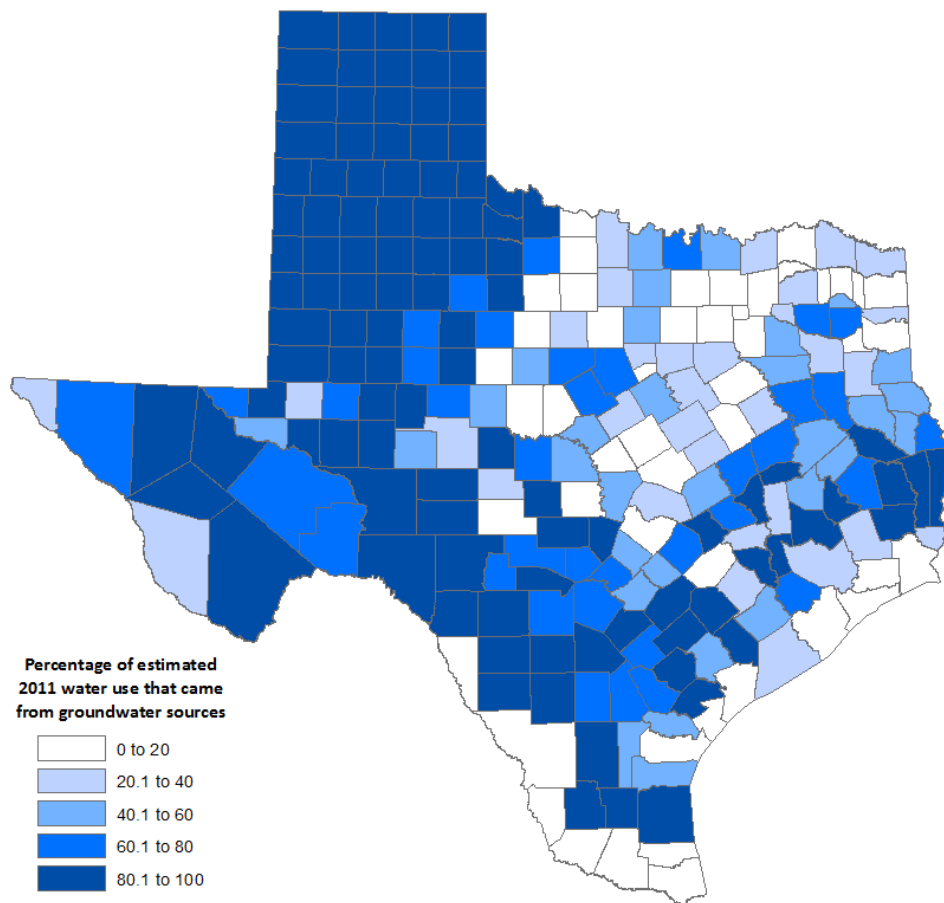 Percentage of estimated
2011 water use that came
from groundwater sources
0 to 20
20.1 to 40
40.1 to 60
60.1 to 80
80.1 to 100